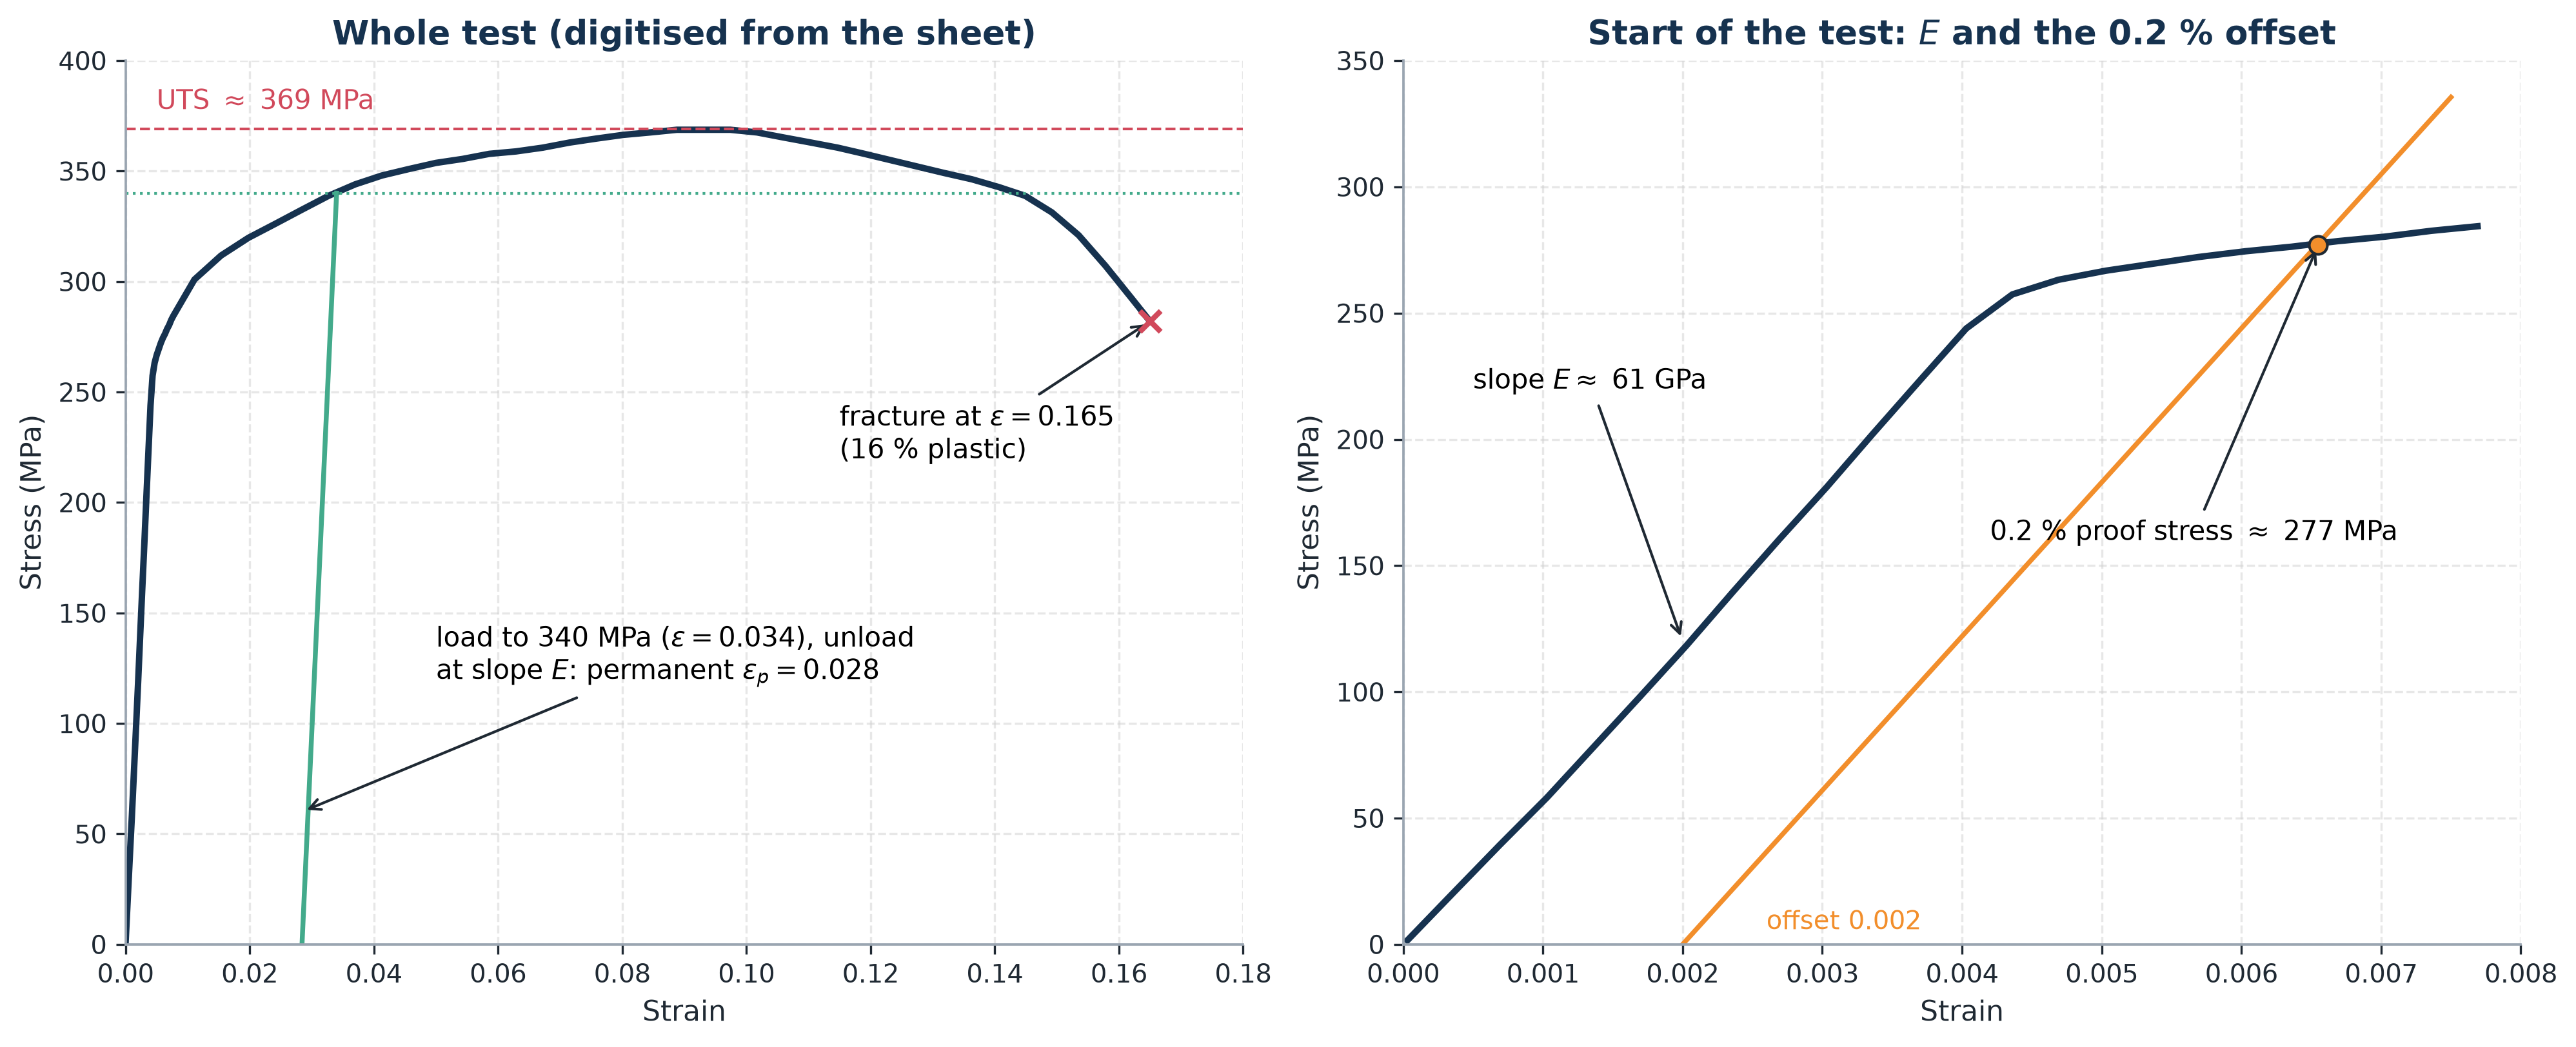 Whole test (digitised from the sheet)
Stress (MPa)
400
350
300
250
200
150
100
50
0
UTS ≈ 369 MPa
fracture at ε = 0.165
(16 % plastic)
load to 340 MPa (ε = 0.034), unload
at slope E: permanent εp = 0.028
0.00 0.02 0.04 0.06 0.08 0.10 0.12 0.14 0.16 0.18
Strain
Start of the test: E and the 0.2 % offset
Stress (MPa)
350
300
250
200
150
100
50
0
slope E ≈ 61 GPa
0.2 % proof stress ≈ 277 MPa
offset 0.002
0.000 0.001 0.002 0.003 0.004 0.005 0.006 0.007 0.008
Strain